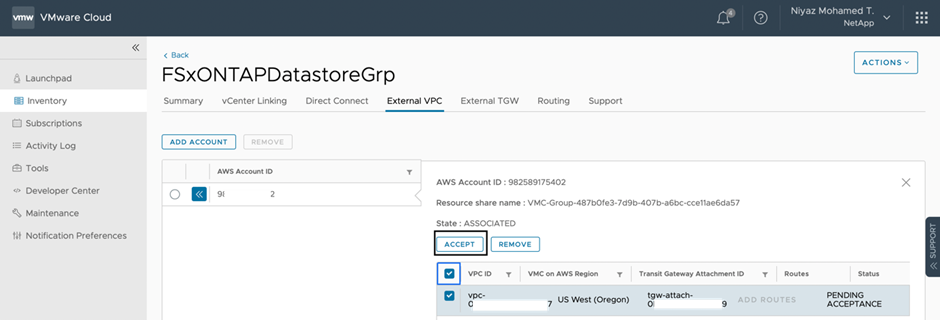 vmw VMware Cloud
4
Niyaz Mohamed T.
NetApp
Launchpad
Inventory
Subscriptions
Activity Log
Tools
Developer Center
Maintenance
Notification Preferences
Back
FSxONTAPDatastoreGrp
ACTIONS
Summary vCenter Linking Direct Connect External VPC External TGW Routing Support
ADD ACCOUNT REMOVE
AWS Account ID
9 2
AWS Account ID : 982589175402
Resource share name : VMC-Group-487b0fe3-7d9b-407b-a6bc-cce11ae6da57
State : ASSOCIATED
ACCEPT REMOVE
VPC ID VMC on AWS Region Transit Gateway Attachment ID Routes Status
vpc- tgw-attach- PENDING
0 7 US West (Oregon) 0 9 ADD ROUTES ACCEPTANCE
SUPPORT